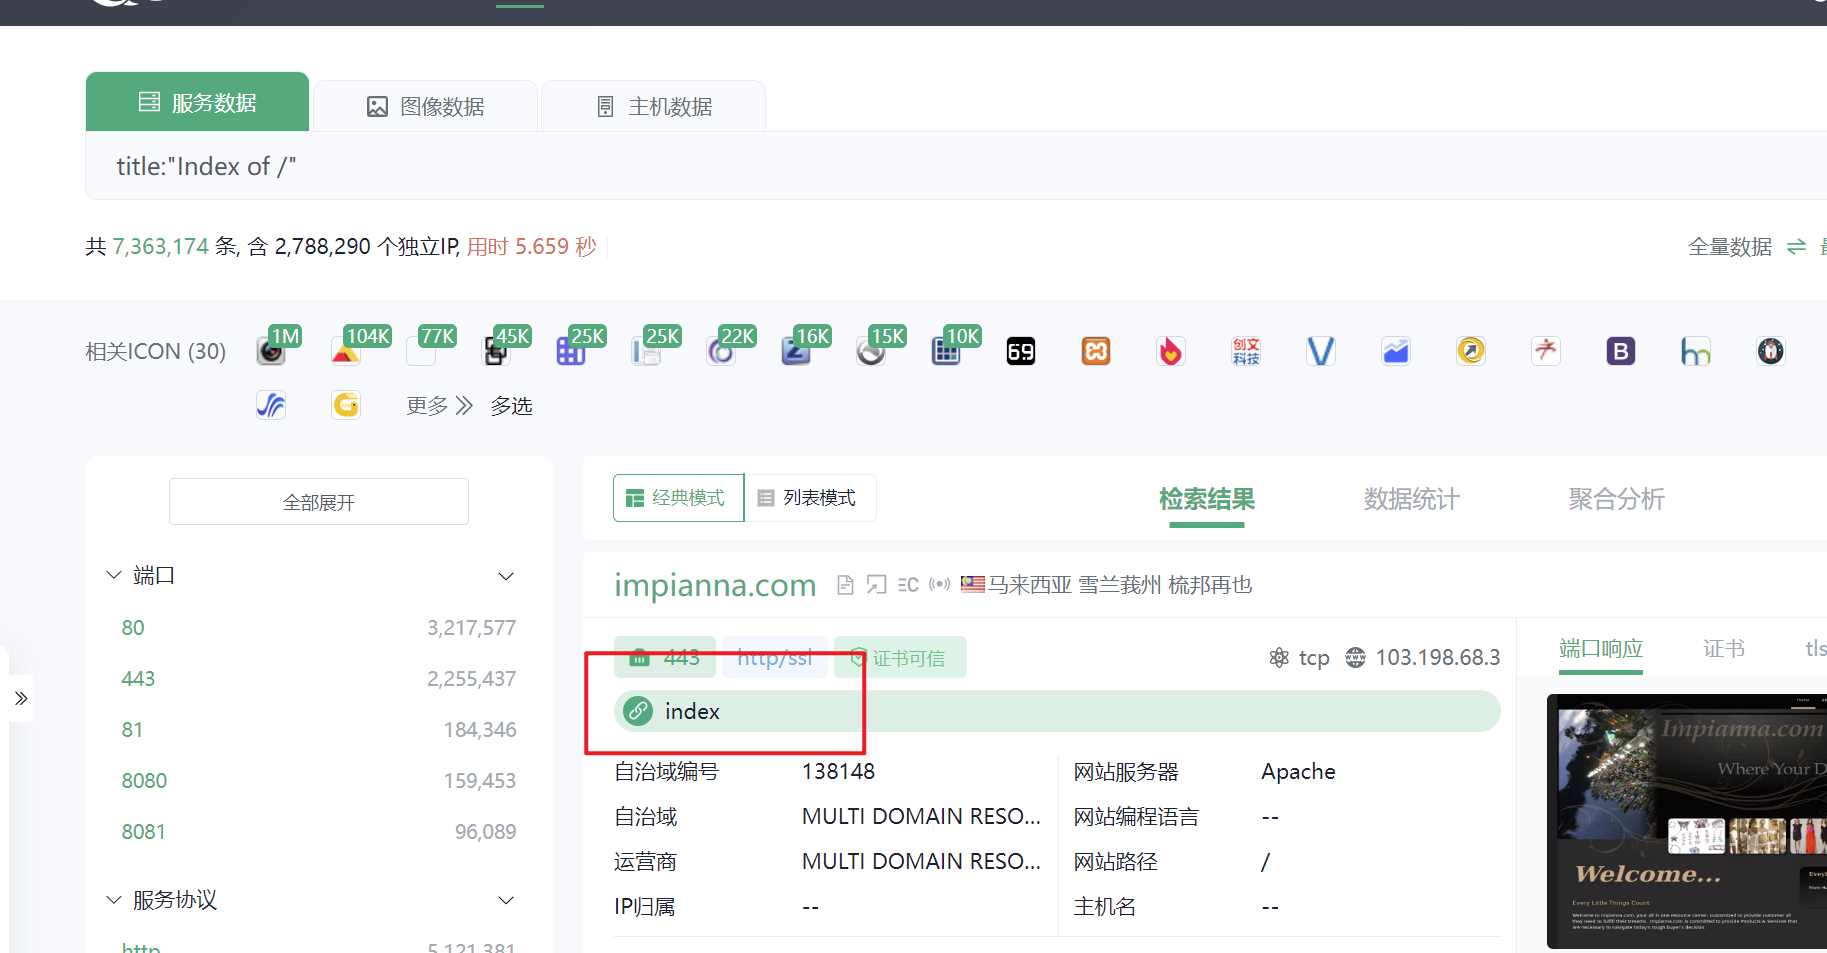 服务数据
图像数据
主机数据
title:"Index of /"
共 7,363,174 条, 含 2,788,290 个独立IP, 用时 5.659 秒
全量数据
相关ICON (30)
1M
104K
77K
45K
25K
25K
22K
16K
15K
10K
69
创文
科技
B
更多
多选
全部展开
经典模式
列表模式
检索结果
数据统计
聚合分析
端口
80 3,217,577
443 2,255,437
81 184,346
8080 159,453
8081 96,089
服务协议
http 5,121,381
impianna.com
马来西亚 雪兰莪州 梳邦再也
443
http/ssl
证书可信
tcp
103.198.68.3
index
自治域编号 138148
网站服务器 Apache
自治域 MULTI DOMAIN RESO...
网站编程语言 --
运营商 MULTI DOMAIN RESO...
网站路径 /
IP归属 --
主机名 --
端口响应
证书
tls
Impianna.com
Where Your D
Welcome...
Every Little Things Count